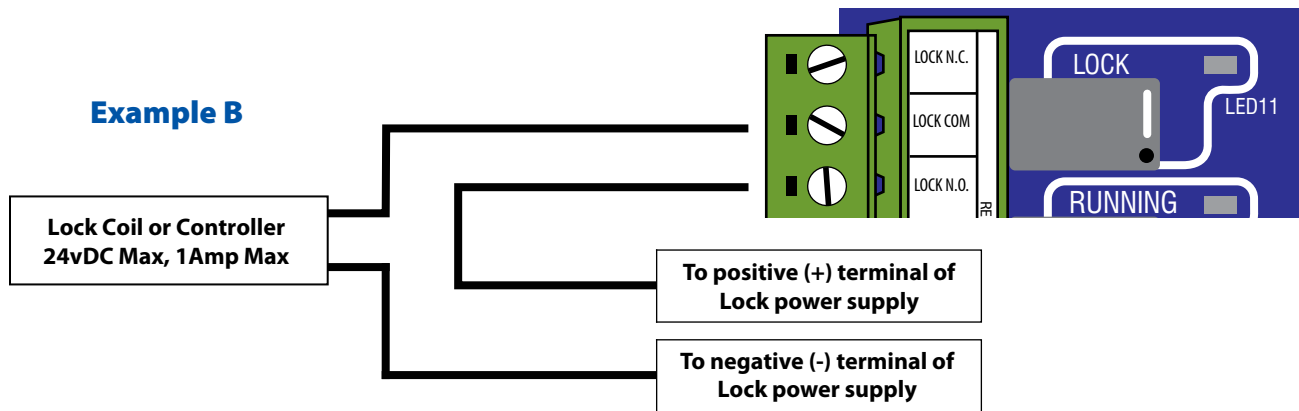 Example B
Lock Coil or Controller
24vDC Max, 1Amp Max
LOCK N.C.
LOCK COM
LOCK N.O.
RE
LOCK
LED11
RUNNING
To positive (+) terminal of
Lock power supply
To negative (-) terminal of
Lock power supply